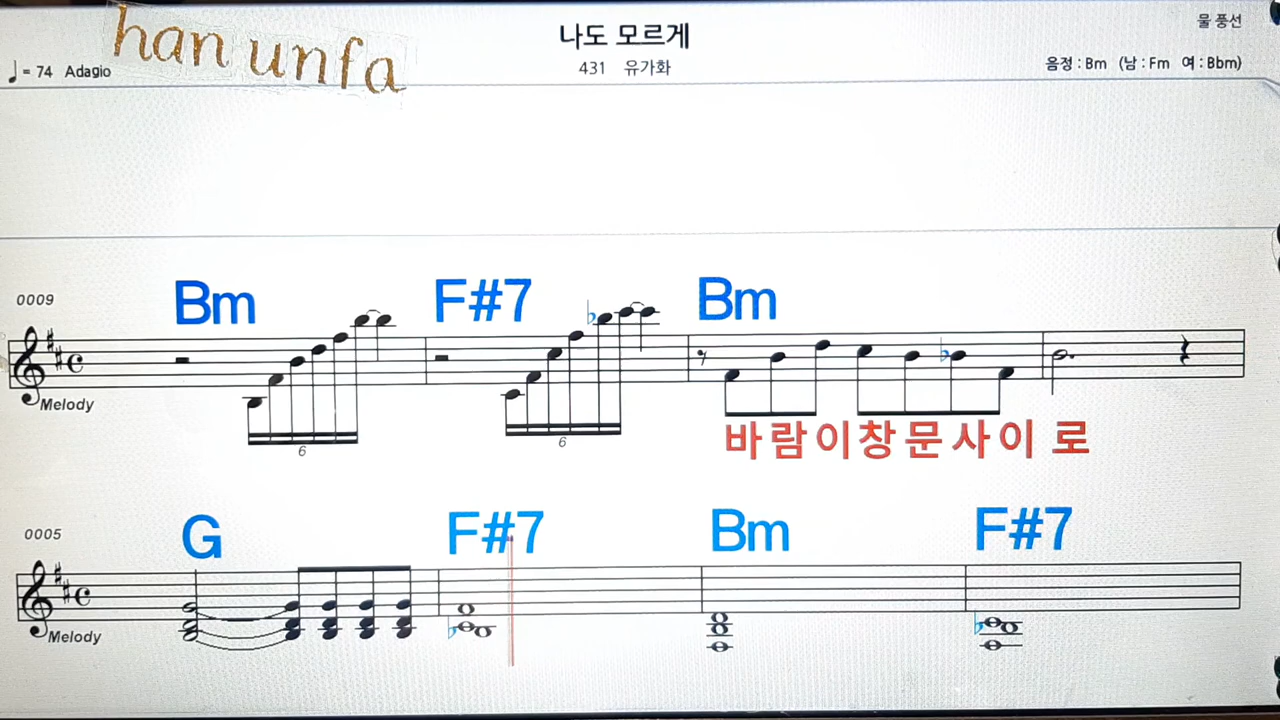 han unfa
나도 모르게
물 풍선
♩ = 74 Adagio
431 유가화
음정 : Bm (남 : Fm 여 : Bbm)
0009
Bm F#7 Bm
Melody
6 6
바람이창문사이 로
0005
G F#7 Bm F#7
Melody